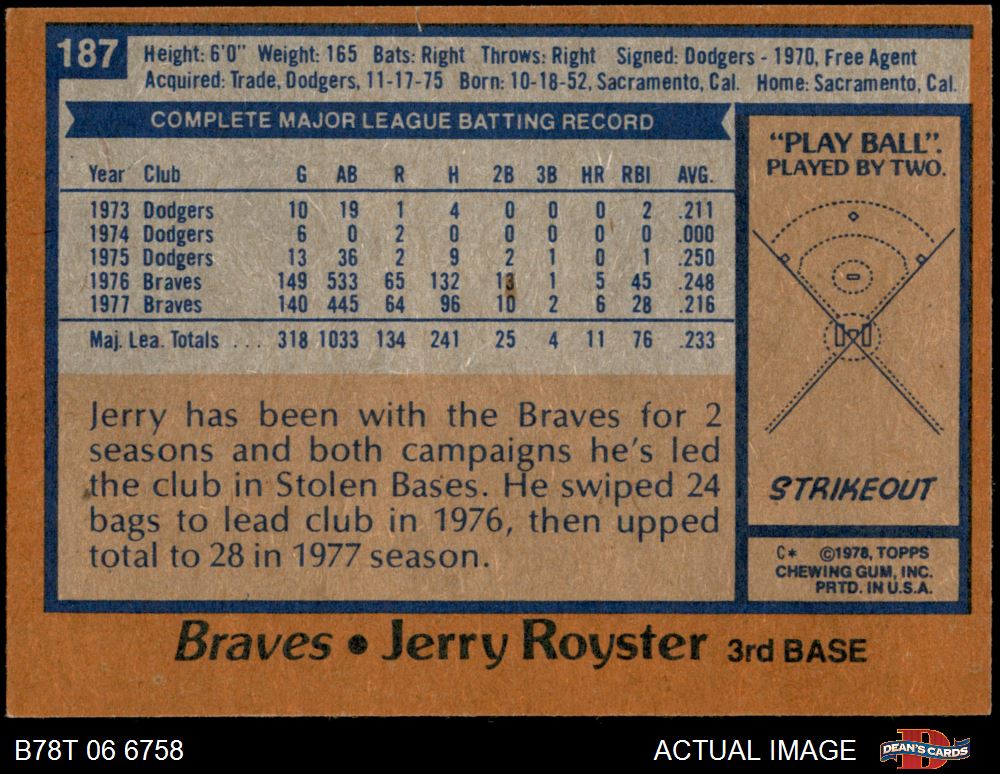 187
Height: 6'0" Weight: 165 Bats: Right Throws: Right Signed: Dodgers - 1970, Free Agent
Acquired: Trade, Dodgers, 11-17-75 Born: 10-18-52, Sacramento, Cal. Home: Sacramento, Cal.
COMPLETE MAJOR LEAGUE BATTING RECORD
Year Club G AB R H 2B 3B HR RBI AVG.
1973 Dodgers 10 19 1 4 0 0 0 2 .211
1974 Dodgers 6 0 2 0 0 0 0 0 .000
1975 Dodgers 13 36 2 9 2 1 0 1 .250
1976 Braves 149 533 65 132 13 1 5 45 .248
1977 Braves 140 445 64 96 10 2 6 28 .216
Maj. Lea. Totals . . . 318 1033 134 241 25 4 11 76 .233
Jerry has been with the Braves for 2
seasons and both campaigns he's led
the club in Stolen Bases. He swiped 24
bags to lead club in 1976, then upped
total to 28 in 1977 season.
"PLAY BALL".
PLAYED BY TWO.
STRIKEOUT
C* ©1978, TOPPS
CHEWING GUM, INC.
PRTD. IN U.S.A.
Braves • Jerry Royster 3rd BASE
B78T 06 6758
ACTUAL IMAGE
DEAN'S CARDS